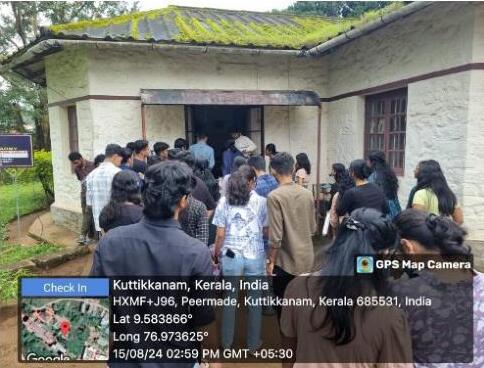 GPS Map Camera
Check In
Kuttikkanam, Kerala, India
HXMF+J96, Peermade, Kuttikkanam, Kerala 685531, India
Lat 9.583866°
Long 76.973625°
15/08/24 02:59 PM GMT +05:30
Google